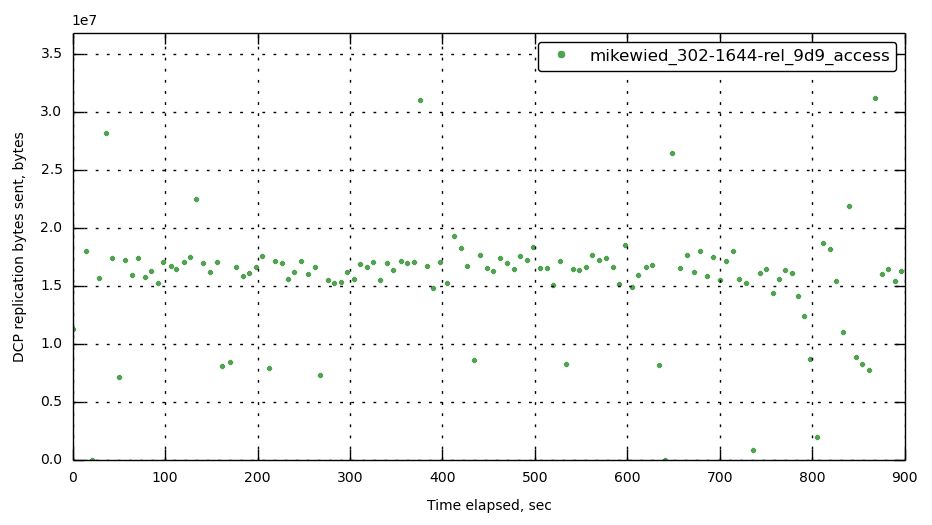 1e7
mikewied_302-1644-rel_9d9_access
3.5
3.0
2.5
2.0
1.5
1.0
0.5
0.0
DCP replication bytes sent, bytes
0 100 200 300 400 500 600 700 800 900
Time elapsed, sec